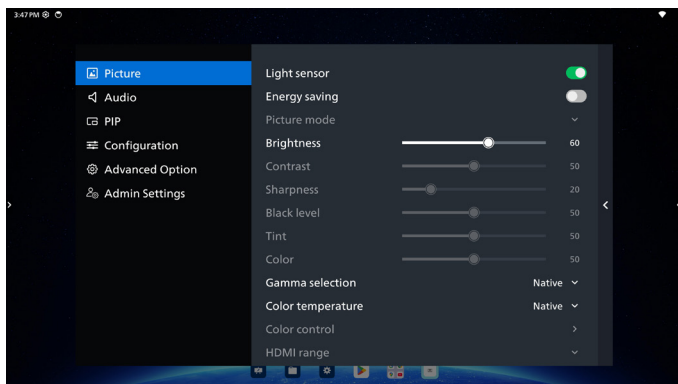 3:47 PM
Picture
Audio
PIP
Configuration
Advanced Option
Admin Settings
Light sensor
Energy saving
Picture mode
Brightness 60
Contrast 50
Sharpness 20
Black level 50
Tint 50
Color 50
Gamma selection Native
Color temperature Native
Color control
HDMI range